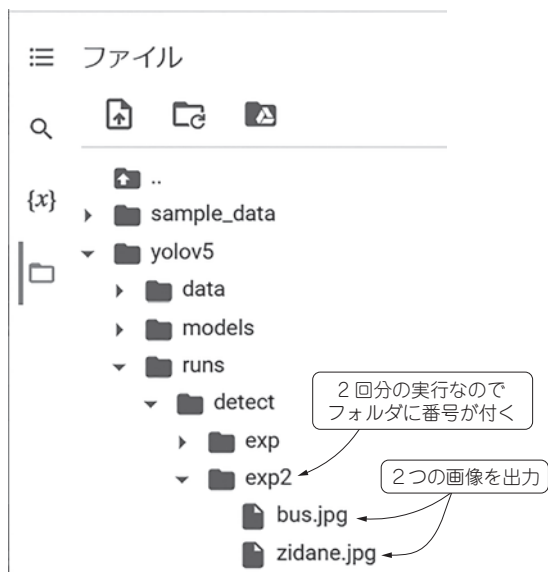 ファイル
..
{x}
sample_data
yolov5
data
models
runs
2回分の実行なので
フォルダに番号が付く
detect
exp
exp2
2つの画像を出力
bus.jpg
zidane.jpg